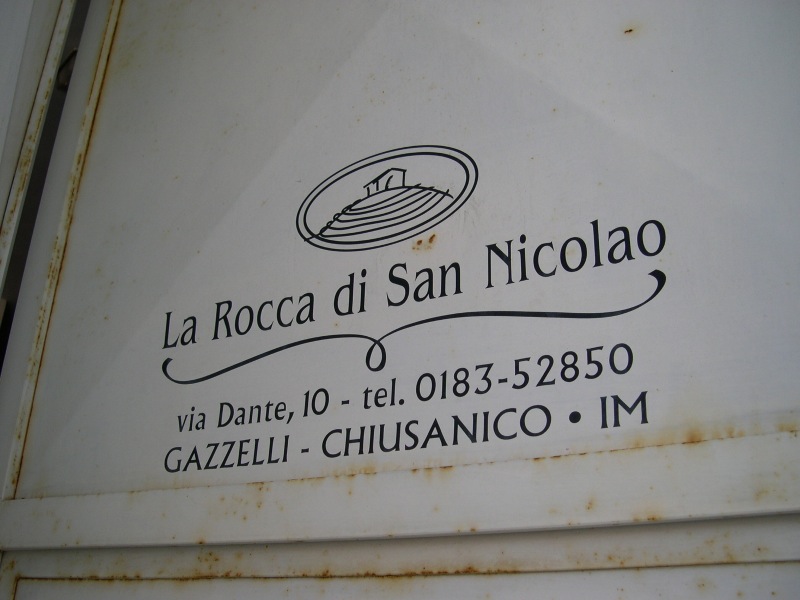 La Rocca di San Nicolao
via Dante, 10 - tel. 0183-52850
GAZZELLI - CHIUSANICO • IM